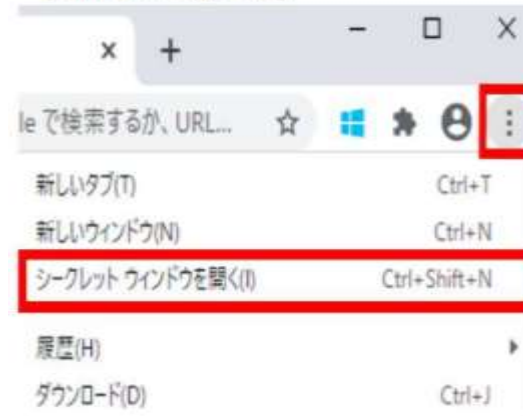 le で検索するか、URL...
新しいタブ(T) Ctrl+T
新しいウィンドウ(N) Ctrl+N
シークレット ウィンドウを開く(I) Ctrl+Shift+N
履歴(H)
ダウンロード(D) Ctrl+J